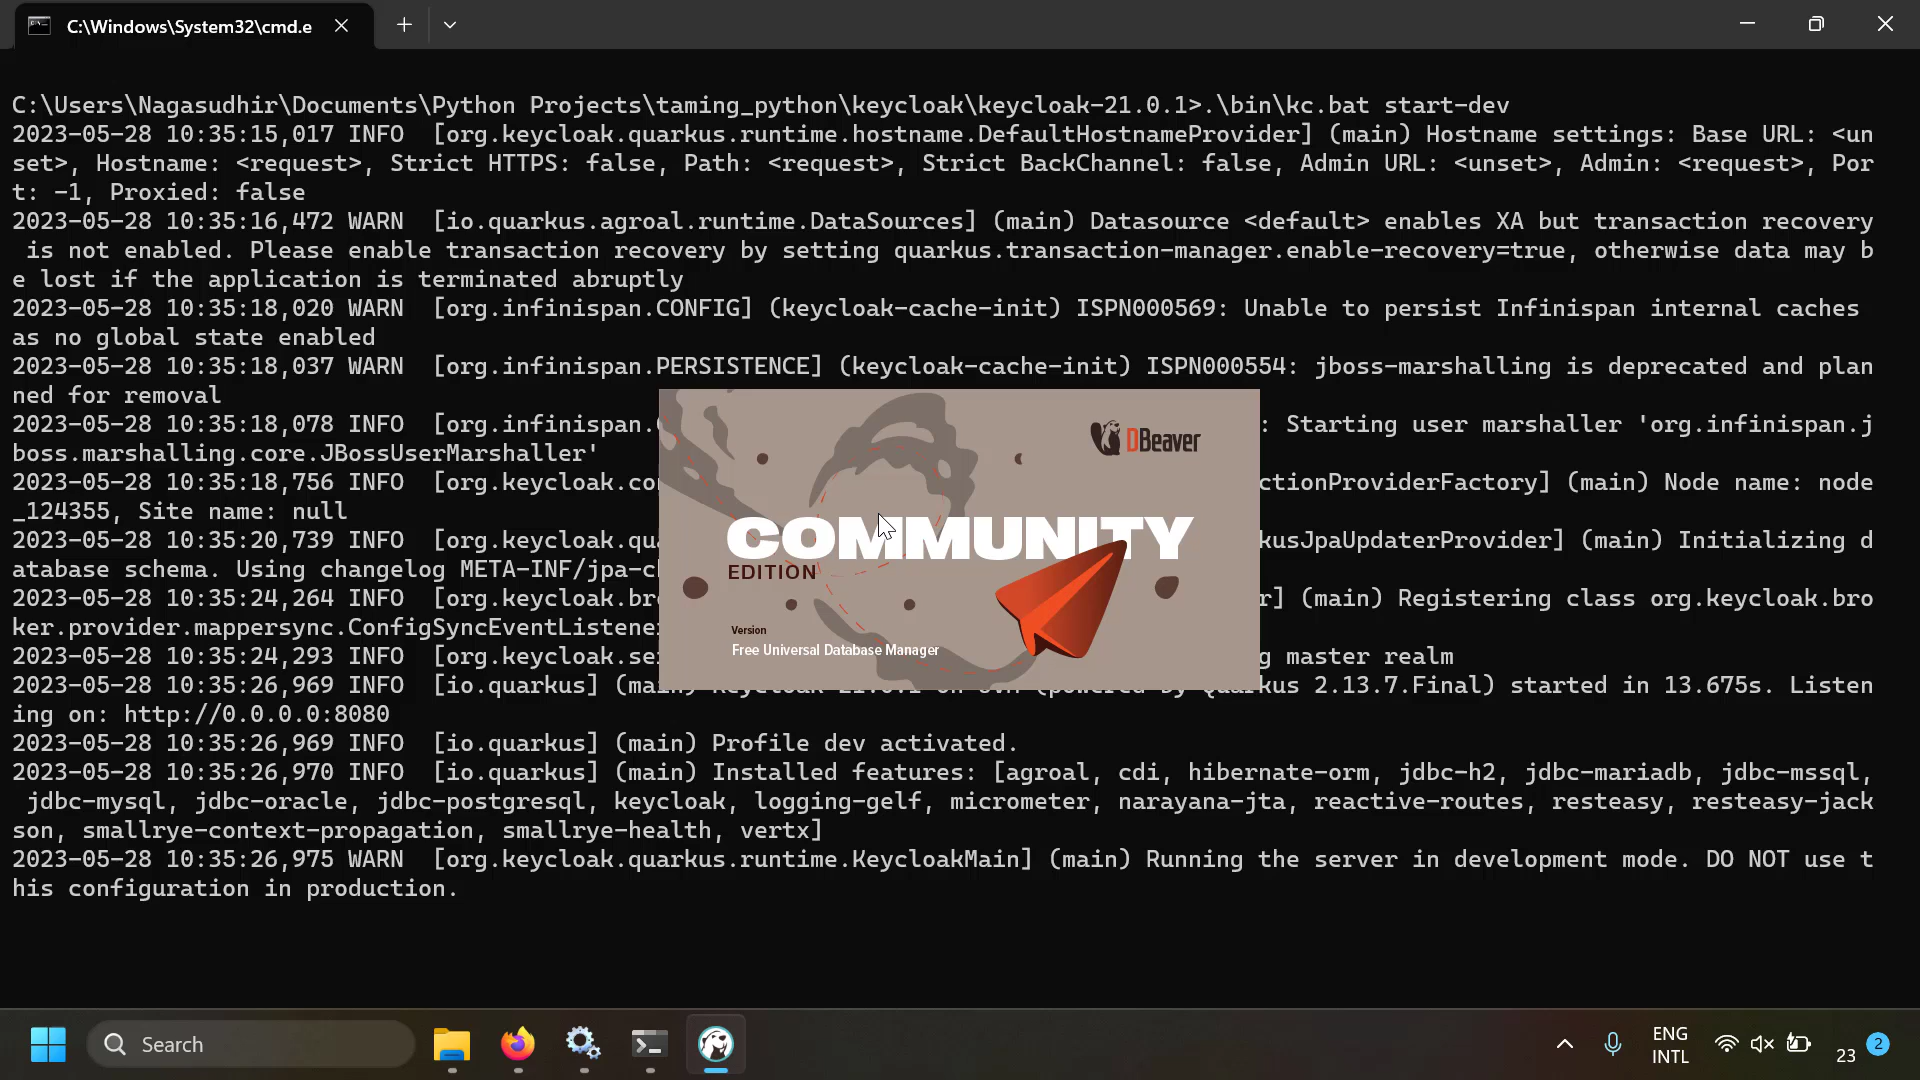 C:\Windows\System32\cmd.e
C:\Users\Nagasudhir\Documents\Python Projects\taming_python\keycloak\keycloak-21.0.1>.\bin\kc.bat start-dev
2023-05-28 10:35:15,017 INFO  [org.keycloak.quarkus.runtime.hostname.DefaultHostnameProvider] (main) Hostname settings: Base URL: <un
set>, Hostname: <request>, Strict HTTPS: false, Path: <request>, Strict BackChannel: false, Admin URL: <unset>, Admin: <request>, Por
t: -1, Proxied: false
2023-05-28 10:35:16,472 WARN  [io.quarkus.agroal.runtime.DataSources] (main) Datasource <default> enables XA but transaction recovery
is not enabled. Please enable transaction recovery by setting quarkus.transaction-manager.enable-recovery=true, otherwise data may b
e lost if the application is terminated abruptly
2023-05-28 10:35:18,020 WARN  [org.infinispan.CONFIG] (keycloak-cache-init) ISPN000569: Unable to persist Infinispan internal caches
as no global state enabled
2023-05-28 10:35:18,037 WARN  [org.infinispan.PERSISTENCE] (keycloak-cache-init) ISPN000554: jboss-marshalling is deprecated and plan
ned for removal
2023-05-28 10:35:18,078 INFO  [org.infinispan. : Starting user marshaller 'org.infinispan.j
boss.marshalling.core.JBossUserMarshaller'
2023-05-28 10:35:18,756 INFO  [org.keycloak.co ctionProviderFactory] (main) Node name: node
_124355, Site name: null
2023-05-28 10:35:20,739 INFO  [org.keycloak.qu kusJpaUpdaterProvider] (main) Initializing d
atabase schema. Using changelog META-INF/jpa-c
2023-05-28 10:35:24,264 INFO  [org.keycloak.br r] (main) Registering class org.keycloak.bro
ker.provider.mappersync.ConfigSyncEventListene
2023-05-28 10:35:24,293 INFO  [org.keycloak.se g master realm
2023-05-28 10:35:26,969 INFO  [io.quarkus] (main) Keycloak 21.0.1 on JVM (powered by Quarkus 2.13.7.Final) started in 13.675s. Listen
ing on: http://0.0.0.0:8080
2023-05-28 10:35:26,969 INFO  [io.quarkus] (main) Profile dev activated.
2023-05-28 10:35:26,970 INFO  [io.quarkus] (main) Installed features: [agroal, cdi, hibernate-orm, jdbc-h2, jdbc-mariadb, jdbc-mssql,
jdbc-mysql, jdbc-oracle, jdbc-postgresql, keycloak, logging-gelf, micrometer, narayana-jta, reactive-routes, resteasy, resteasy-jack
son, smallrye-context-propagation, smallrye-health, vertx]
2023-05-28 10:35:26,975 WARN  [org.keycloak.quarkus.runtime.KeycloakMain] (main) Running the server in development mode. DO NOT use t
his configuration in production.
DBeaver
COMMUNITY
EDITION
Version
Free Universal Database Manager
Search
ENG
INTL
23
2